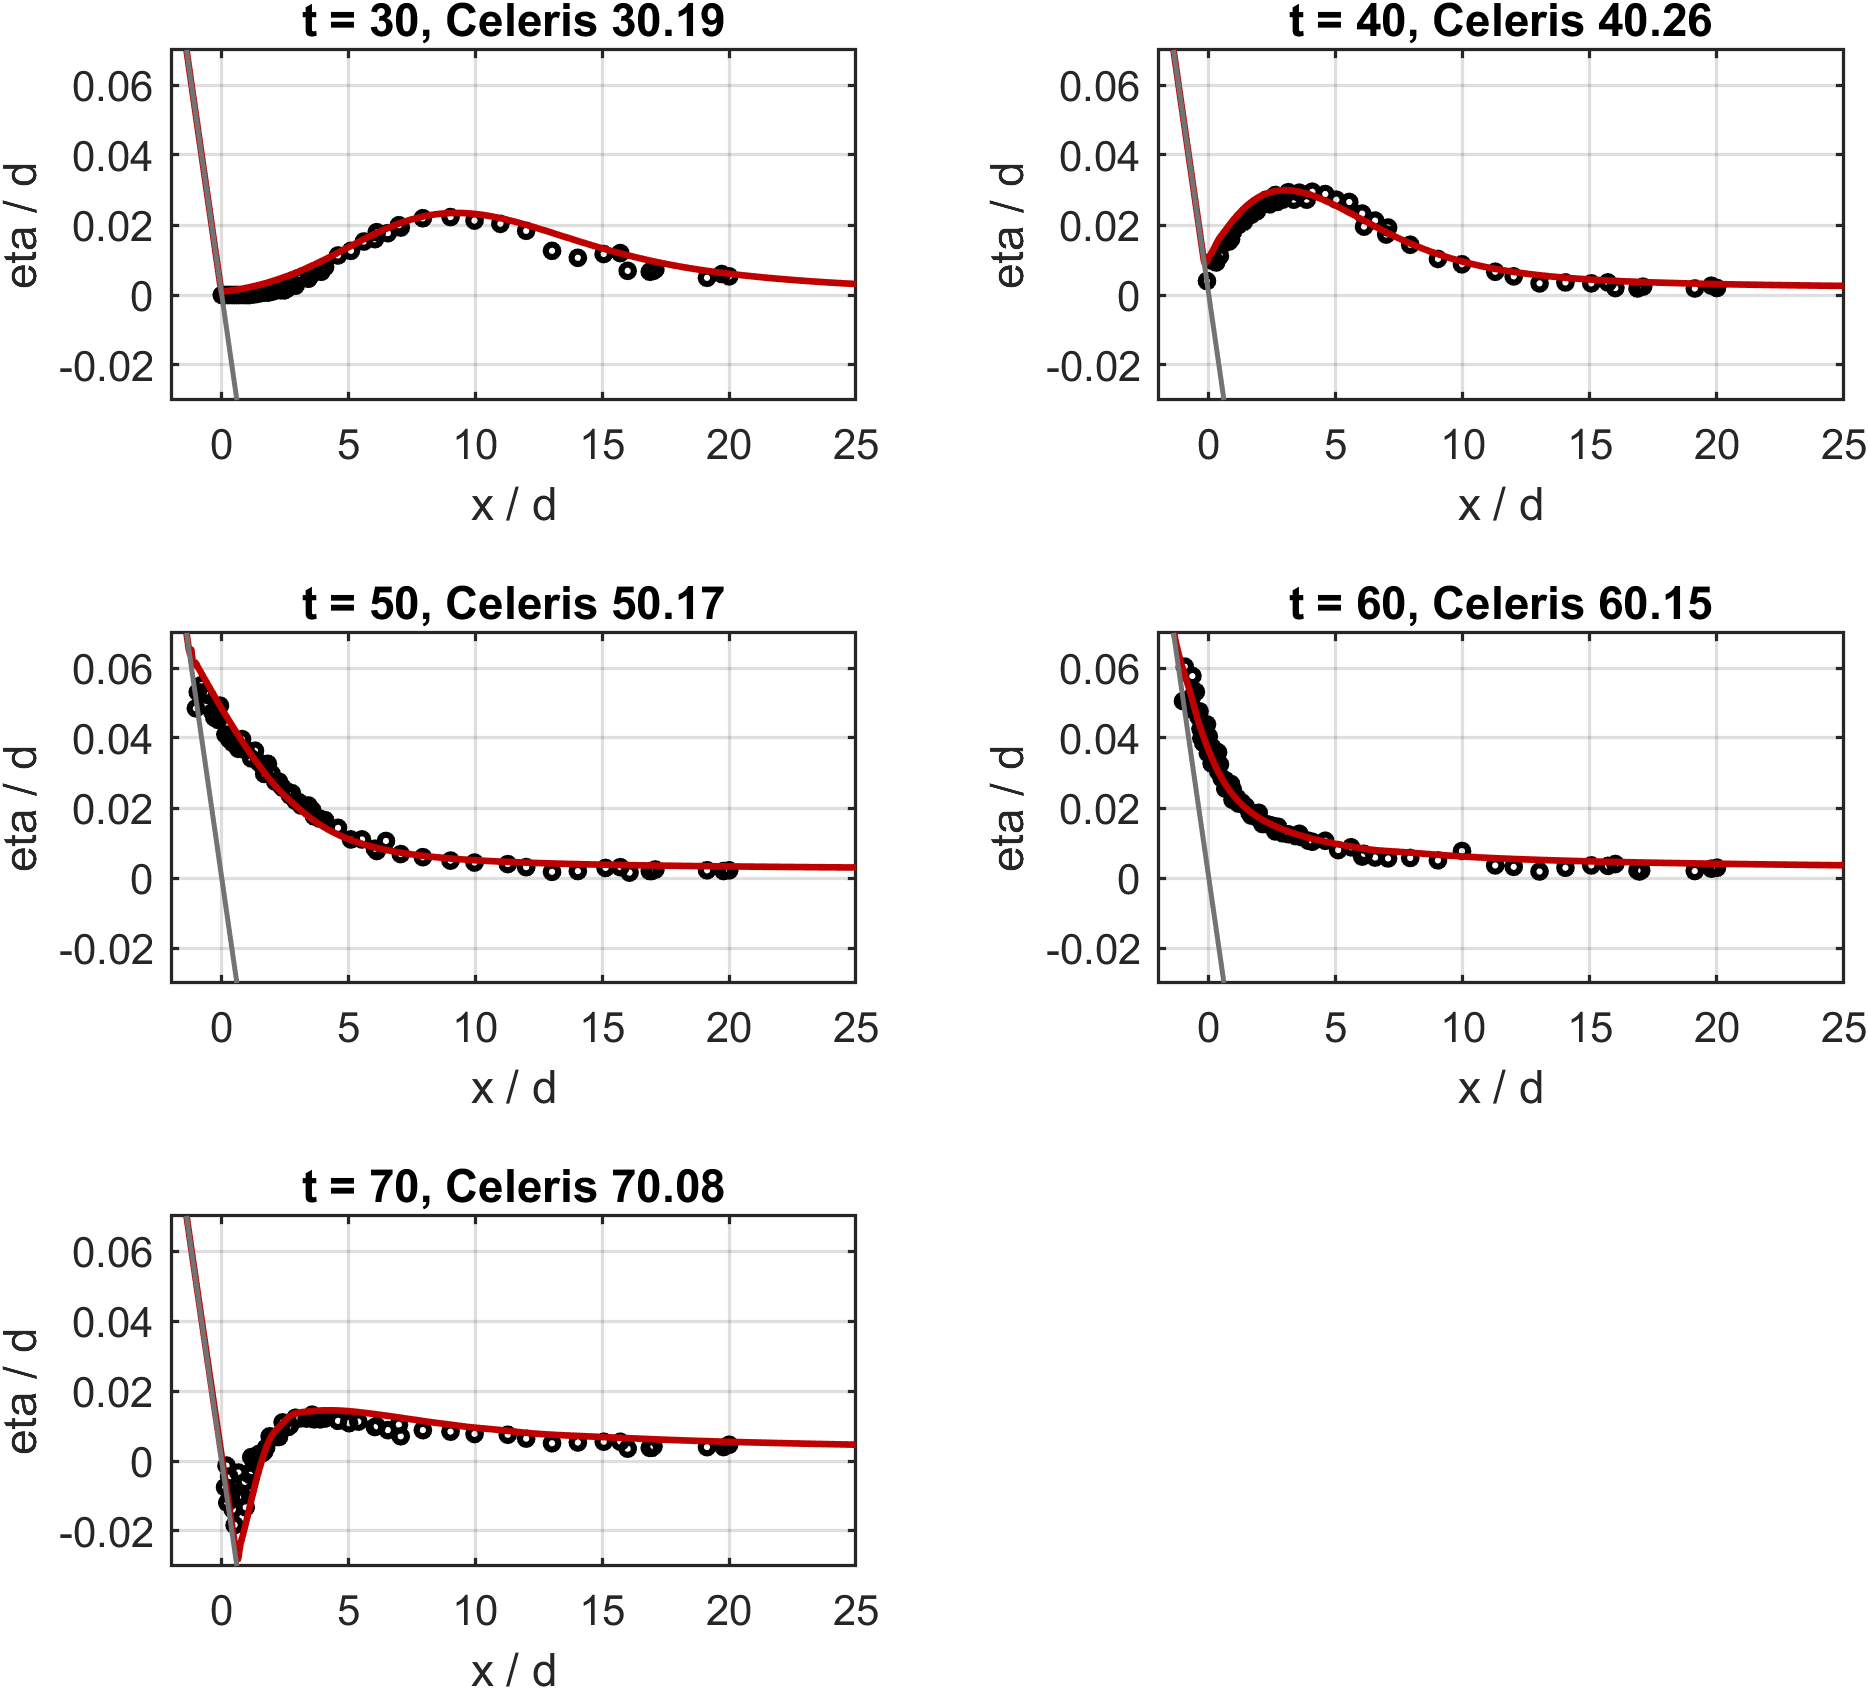 t = 30, Celeris 30.19
0.06
0.04
0.02
0
-0.02
eta / d
0 5 10 15 20 25
x / d
t = 40, Celeris 40.26
0.06
0.04
0.02
0
-0.02
eta / d
0 5 10 15 20 25
x / d
t = 50, Celeris 50.17
0.06
0.04
0.02
0
-0.02
eta / d
0 5 10 15 20 25
x / d
t = 60, Celeris 60.15
0.06
0.04
0.02
0
-0.02
eta / d
0 5 10 15 20 25
x / d
t = 70, Celeris 70.08
0.06
0.04
0.02
0
-0.02
eta / d
0 5 10 15 20 25
x / d